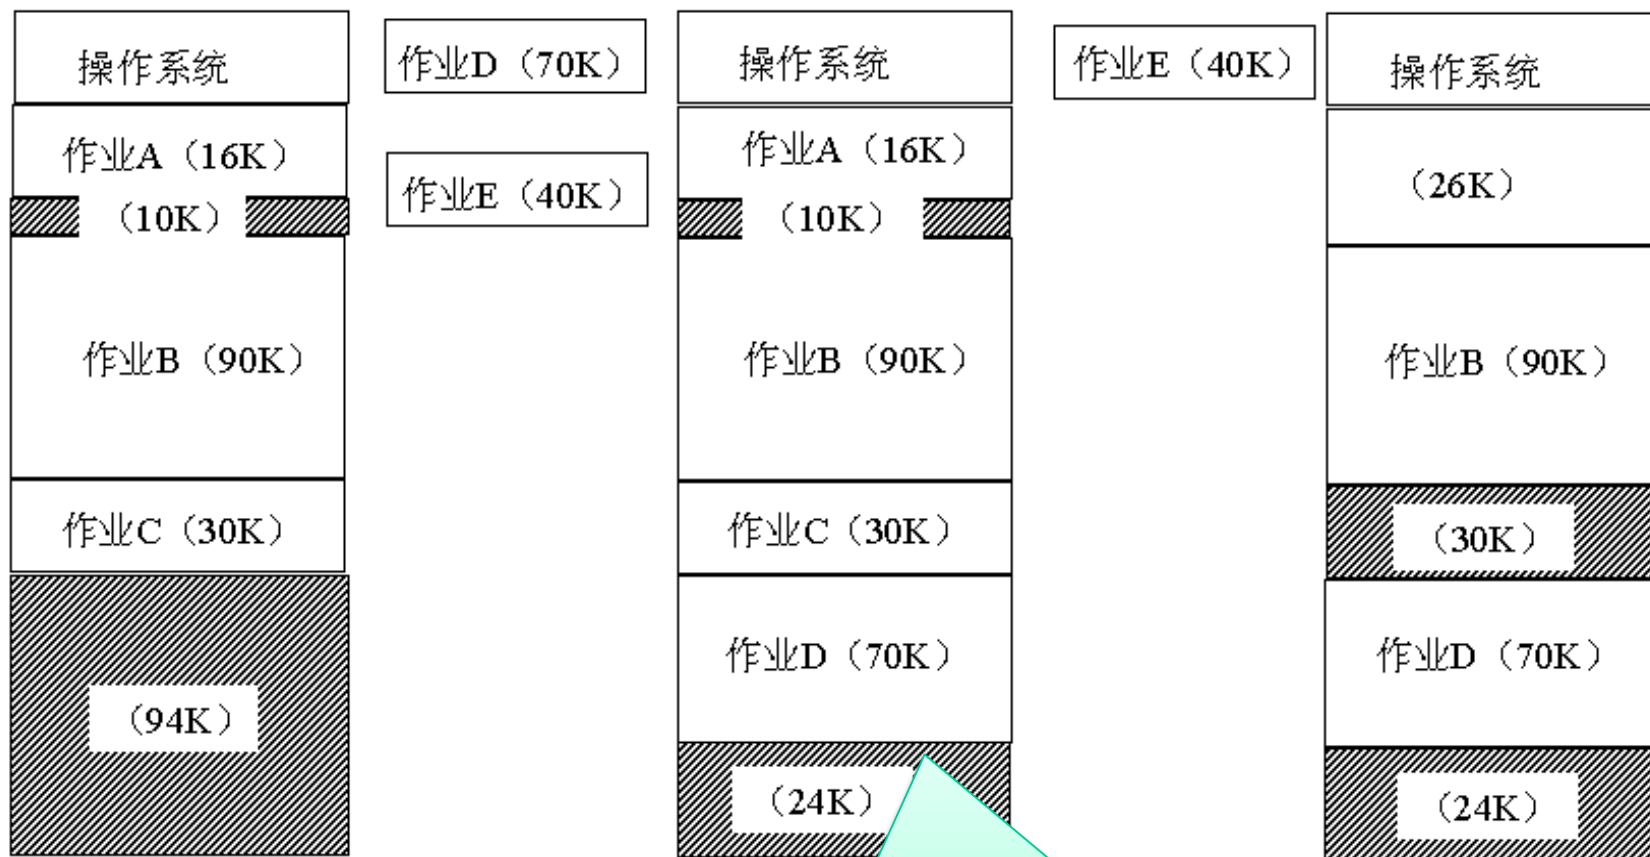 操作系统
作业A（16K）
（10K）
作业B（90K）
作业C（30K）
（94K）
作业D（70K）
作业E（40K）
操作系统
作业A（16K）
（10K）
作业B（90K）
作业C（30K）
作业D（70K）
（24K）
作业E（40K）
操作系统
（26K）
作业B（90K）
（30K）
作业D（70K）
（24K）